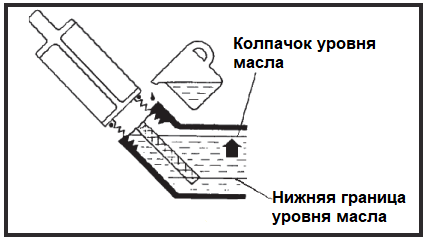 Колпачок уровня
масла
Нижняя граница
уровня масла